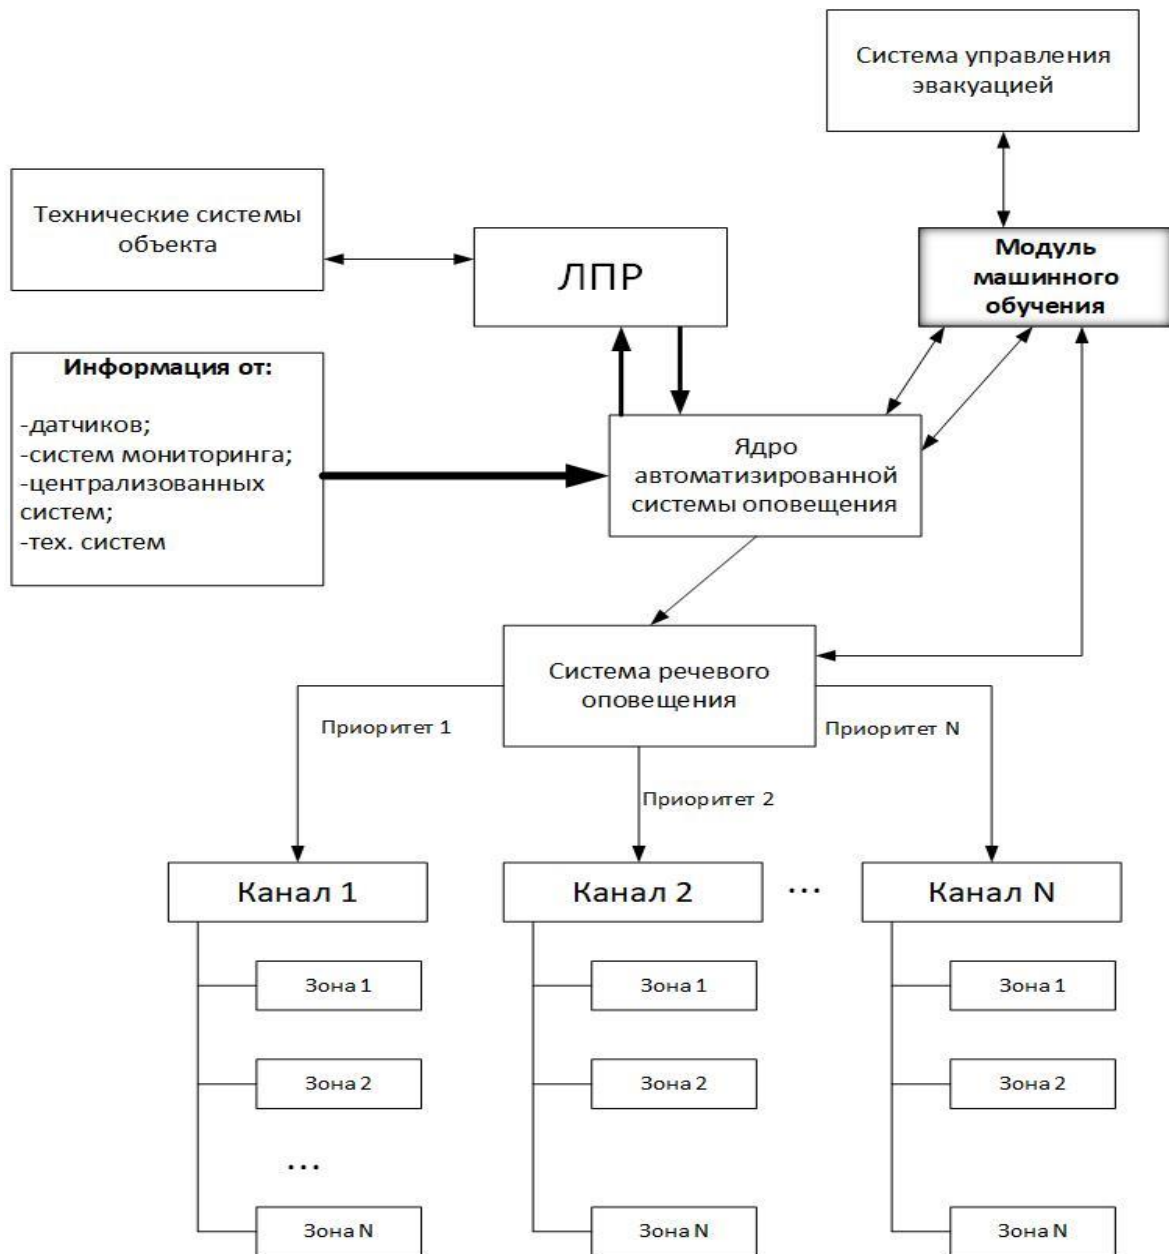 Система управления
эвакуацией
Технические системы
объекта
ЛПР
Модуль
машинного
обучения
Информация от:
-датчиков;
-систем мониторинга;
-централизованных
систем;
-тех. систем
Ядро
автоматизированной
системы оповещения
Система речевого
оповещения
Приоритет 1
Приоритет N
Приоритет 2
Канал 1
Канал 2
...
Канал N
Зона 1
Зона 1
Зона 1
Зона 2
Зона 2
Зона 2
...
Зона N
Зона N
Зона N